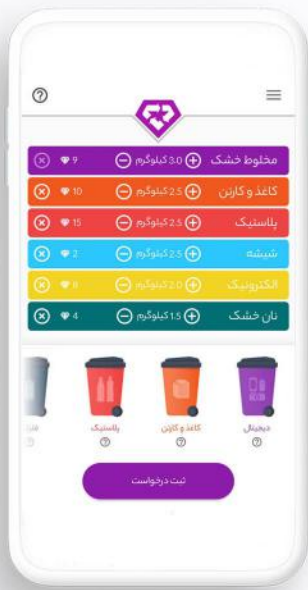 مخلوط خشک 3.0 کیلوگرم 9
کاغذ و کارتن 2.5 کیلوگرم 10
پلاستیک 2.5 کیلوگرم 15
شیشه 2.5 کیلوگرم 2
الکترونیک 2.0 کیلوگرم
نان خشک 1.5 کیلوگرم 4
دیجیتال کاغذ و کارتن پلاستیک
ثبت درخواست